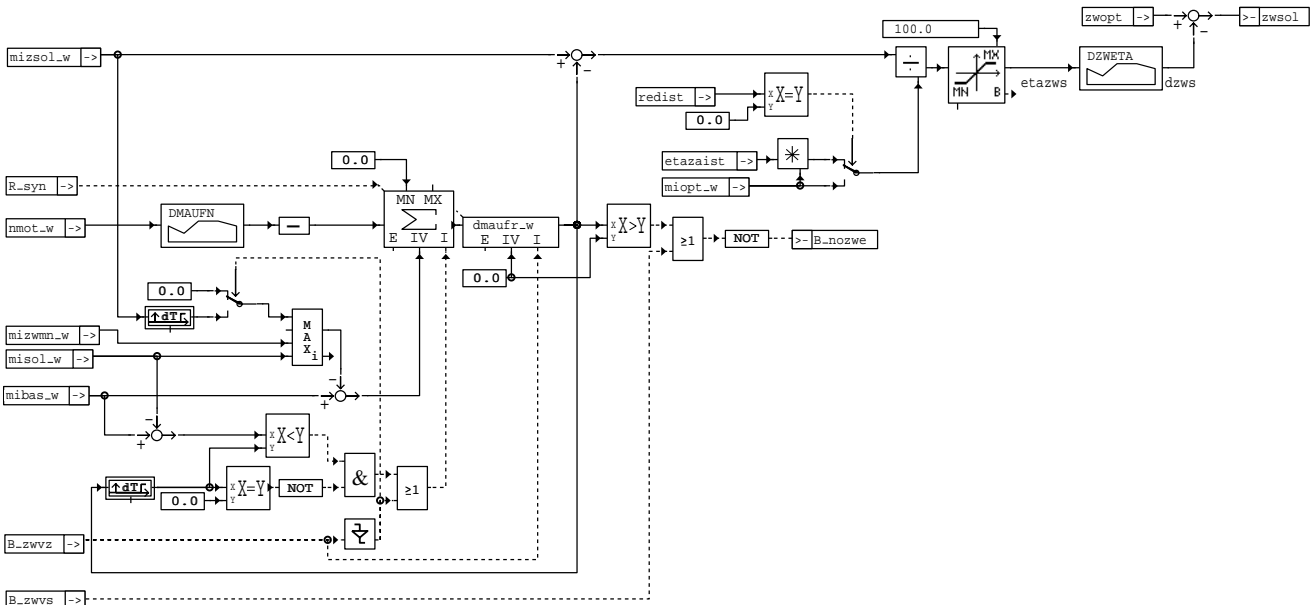 zwopt ->
>- zwsol
100.0
mizsol_w ->
+
-
+
-
÷
MX
MN
B
etazws
DZWETA
dzws
redist ->
X
Y
X=Y
0.0
etazaist ->
miopt_w ->
0.0
R_syn ->
MN MX
nmot_w ->
DMAUFN
-
E IV I
dmaufr_w
E IV I
0.0
X
Y
X>Y
≥1
NOT
>- B_nozwe
0.0
dT
mizwmn_w ->
misol_w ->
M
A
X
i
mibas_w ->
-
+
-
+
X
Y
X<Y
dT
0.0
X
Y
X=Y
NOT
&
≥1
B_zwvz ->
B_zwvs ->